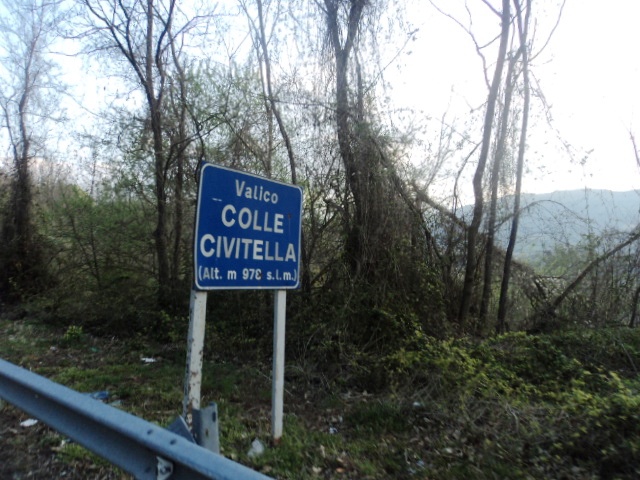 Valico
COLLE
CIVITELLA
(Alt. m s.l.m.)